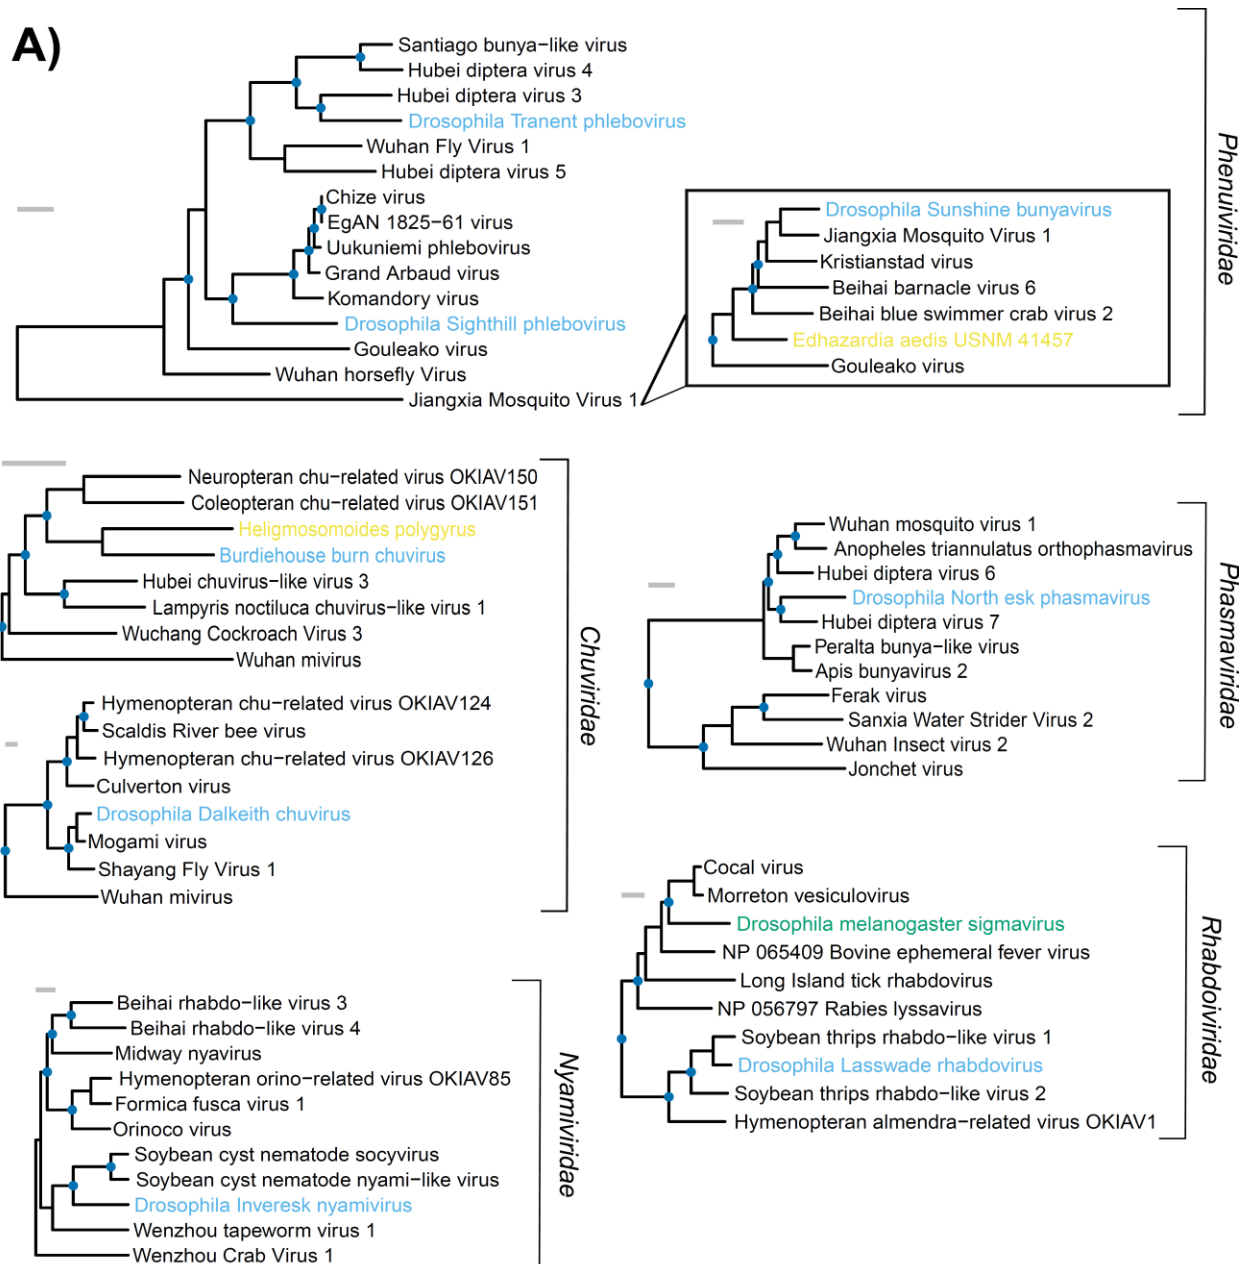 A)
Santiago bunya−like virus
Hubei diptera virus 4
Hubei diptera virus 3
Drosophila Tranent phlebovirus
Wuhan Fly Virus 1
Hubei diptera virus 5
Chize virus
EgAN 1825−61 virus
Uukuniemi phlebovirus
Grand Arbaud virus
Komandory virus
Drosophila Sighthill phlebovirus
Gouleako virus
Wuhan horsefly Virus
Jiangxia Mosquito Virus 1
Drosophila Sunshine bunyavirus
Jiangxia Mosquito Virus 1
Kristianstad virus
Beihai barnacle virus 6
Beihai blue swimmer crab virus 2
Edhazardia aedis USNM 41457
Gouleako virus
Phenuiviridae
Neuropteran chu−related virus OKIAV150
Coleopteran chu−related virus OKIAV151
Heligmosomoides polygyrus
Burdiehouse burn chuvirus
Hubei chuvirus−like virus 3
Lampyris noctiluca chuvirus−like virus 1
Wuchang Cockroach Virus 3
Wuhan mivirus
Hymenopteran chu−related virus OKIAV124
Scaldis River bee virus
Hymenopteran chu−related virus OKIAV126
Culverton virus
Drosophila Dalkeith chuvirus
Mogami virus
Shayang Fly Virus 1
Wuhan mivirus
Chuviridae
Wuhan mosquito virus 1
Anopheles triannulatus orthophasmavirus
Hubei diptera virus 6
Drosophila North esk phasmavirus
Hubei diptera virus 7
Peralta bunya−like virus
Apis bunyavirus 2
Ferak virus
Sanxia Water Strider Virus 2
Wuhan Insect virus 2
Jonchet virus
Phasmaviridae
Cocal virus
Morreton vesiculovirus
Drosophila melanogaster sigmavirus
NP 065409 Bovine ephemeral fever virus
Long Island tick rhabdovirus
NP 056797 Rabies lyssavirus
Soybean thrips rhabdo−like virus 1
Drosophila Lasswade rhabdovirus
Soybean thrips rhabdo−like virus 2
Hymenopteran almendra−related virus OKIAV1
Rhabdoiviridae
Beihai rhabdo−like virus 3
Beihai rhabdo−like virus 4
Midway nyavirus
Hymenopteran orino−related virus OKIAV85
Formica fusca virus 1
Orinoco virus
Soybean cyst nematode socyvirus
Soybean cyst nematode nyami−like virus
Drosophila Inveresk nyamivirus
Wenzhou tapeworm virus 1
Wenzhou Crab Virus 1
Nyamiviridae